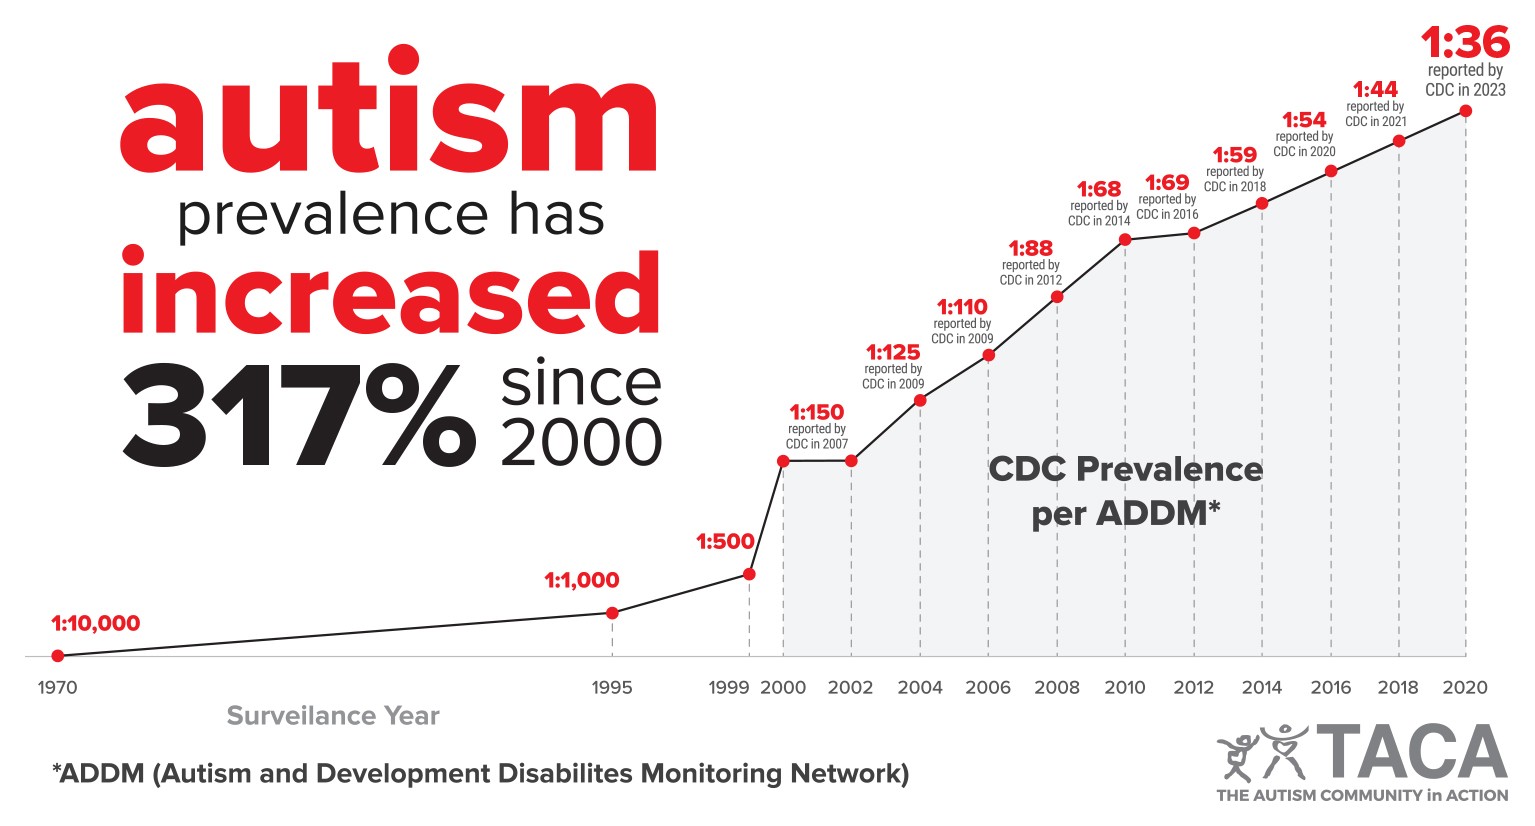 autism
prevalence has
increased
317% since
2000
1:10,000
1:1,000
1:500
1:150
reported by
CDC in 2007
1:125
reported by
CDC in 2009
1:110
reported by
CDC in 2009
1:88
reported by
CDC in 2012
1:68
reported by
CDC in 2014
1:69
reported by
CDC in 2016
1:59
reported by
CDC in 2018
1:54
reported by
CDC in 2020
1:44
reported by
CDC in 2021
1:36
reported by
CDC in 2023
CDC Prevalence
per ADDM*
1970 1995 1999 2000 2002 2004 2006 2008 2010 2012 2014 2016 2018 2020
Surveilance Year
*ADDM (Autism and Development Disabilites Monitoring Network)
TACA
THE AUTISM COMMUNITY in ACTION